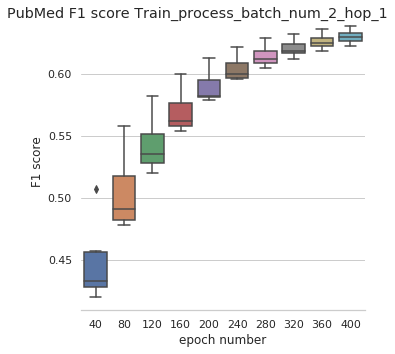 PubMed F1 score Train_process_batch_num_2_hop_1
0.60
0.55
0.50
0.45
F1 score
40 80 120 160 200 240 280 320 360 400
epoch number